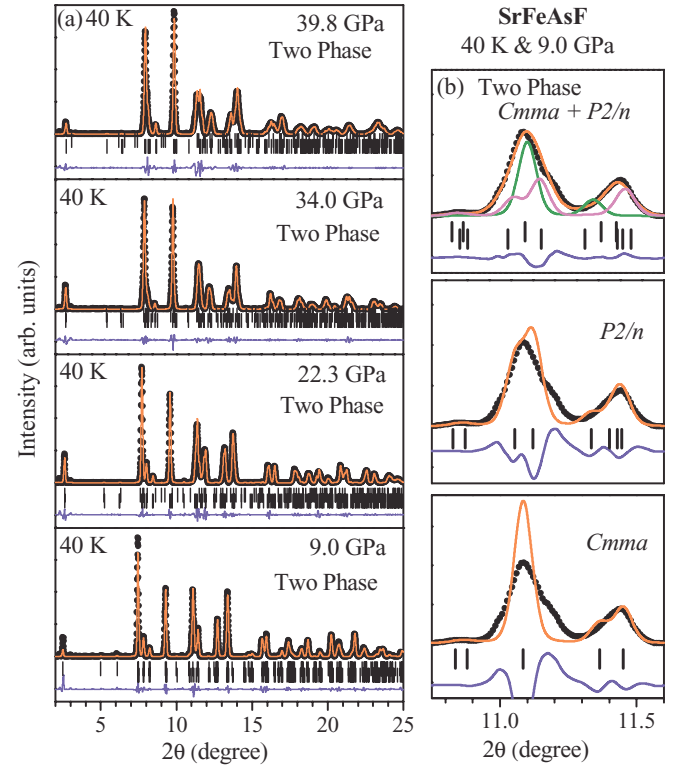 (a) 40 K
39.8 GPa
Two Phase
40 K
34.0 GPa
Two Phase
40 K
22.3 GPa
Two Phase
40 K
9.0 GPa
Two Phase
Intensity (arb. units)
5 10 15 20 25
2θ (degree)
SrFeAsF
40 K & 9.0 GPa
(b) Two Phase
Cmma + P2/n
P2/n
Cmma
11.0 11.5
2θ (degree)